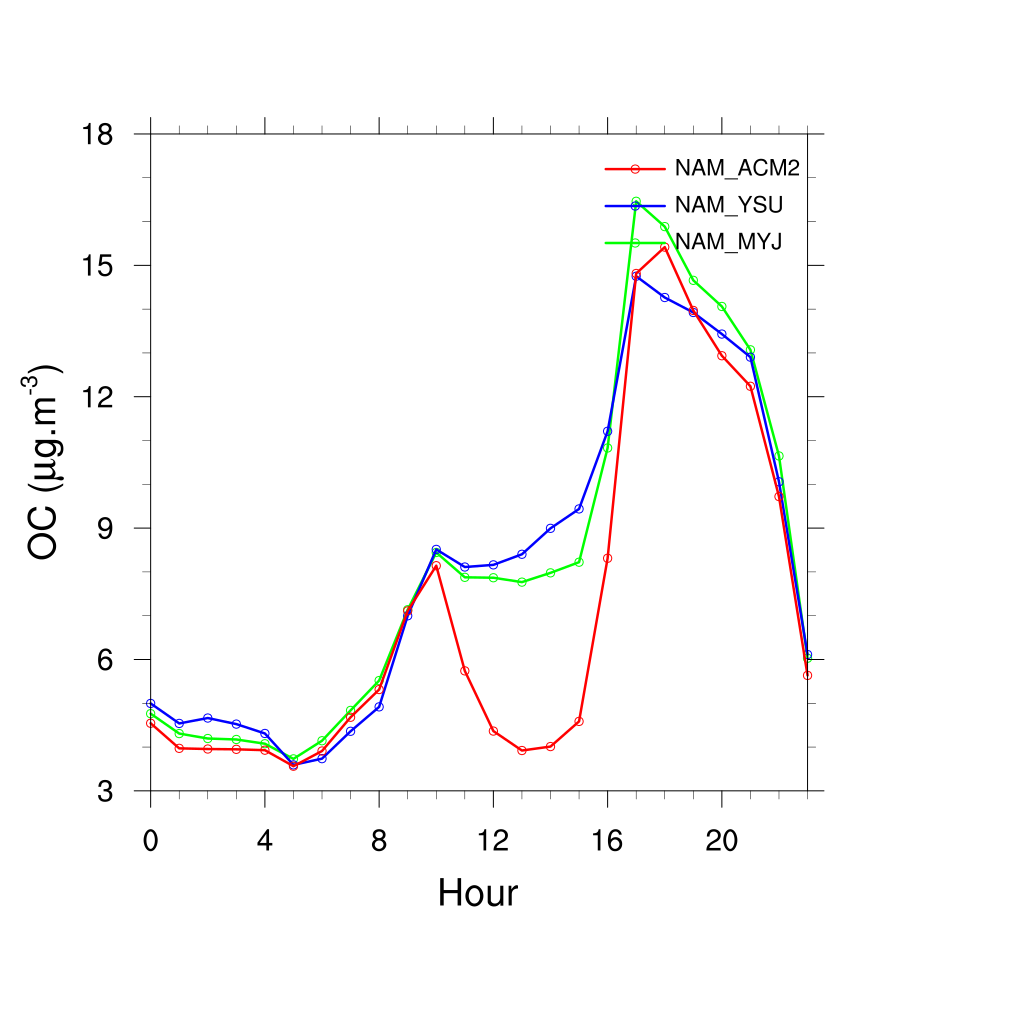 18
15
12
9
6
3
0 4 8 12 16 20
Hour
OC (μg.m⁻³)
NAM_ACM2
NAM_YSU
NAM_MYJ